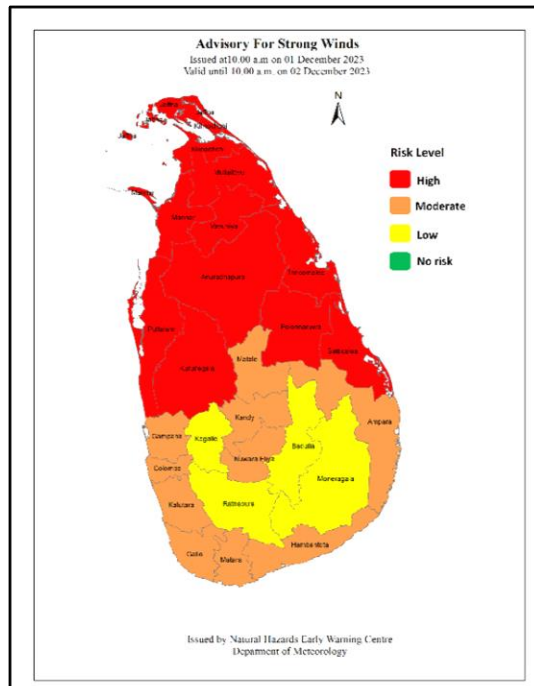 Advisory For Strong Winds
Issued at10.00 a.m on 01 December 2023
Valid until 10.00 a.m. on 02 December 2023
N
Risk Level
High
Moderate
Low
No risk
Jaffna
Mullaitivu
Mannar
Vavuniya
Anuradhapura
Trincomalee
Puttalam
Polonnaruwa
Kurunegala
Matale
Batticaloa
Gampaha
Kegalle
Kandy
Ampara
Colombo
Nuwara Eliya
Badulla
Moneragala
Kalutara
Ratnapura
Galle
Matara
Hambantota
Issued by Natural Hazards Early Warning Centre
Deparment of Meteorology